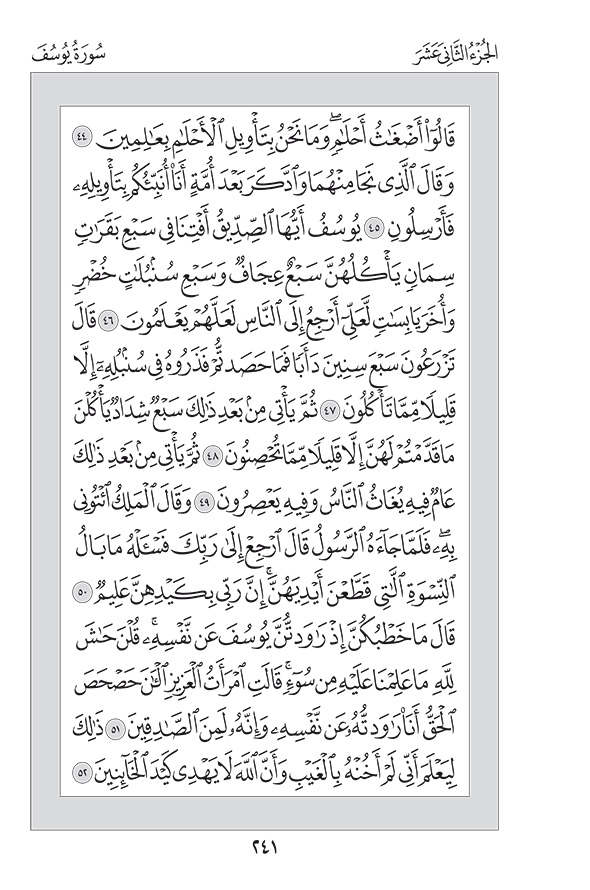 الجُزْءُ الثَّانِي عَشَرَ
سُورَةُ يُوسُفَ
قَالُوٓاْ أَضۡغَٰثُ أَحۡلَٰمٖۖ وَمَا نَحۡنُ بِتَأۡوِيلِ ٱلۡأَحۡلَٰمِ بِعَٰلِمِينَ ٤٤
وَقَالَ ٱلَّذِي نَجَا مِنۡهُمَا وَٱدَّكَرَ بَعۡدَ أُمَّةٍ أَنَا۠ أُنَبِّئُكُم بِتَأۡوِيلِهِۦ
فَأَرۡسِلُونِ ٤٥ يُوسُفُ أَيُّهَا ٱلصِّدِّيقُ أَفۡتِنَا فِي سَبۡعِ بَقَرَٰتٖ
سِمَانٖ يَأۡكُلُهُنَّ سَبۡعٌ عِجَافٞ وَسَبۡعِ سُنۢبُلَٰتٍ خُضۡرٖ
وَأُخَرَ يَابِسَٰتٖ لَّعَلِّيٓ أَرۡجِعُ إِلَى ٱلنَّاسِ لَعَلَّهُمۡ يَعۡلَمُونَ ٤٦ قَالَ
تَزۡرَعُونَ سَبۡعَ سِنِينَ دَأَبٗا فَمَا حَصَدتُّمۡ فَذَرُوهُ فِي سُنۢبُلِهِۦٓ إِلَّا
قَلِيلٗا مِّمَّا تَأۡكُلُونَ ٤٧ ثُمَّ يَأۡتِي مِنۢ بَعۡدِ ذَٰلِكَ سَبۡعٞ شِدَادٞ يَأۡكُلۡنَ
مَا قَدَّمۡتُمۡ لَهُنَّ إِلَّا قَلِيلٗا مِّمَّا تُحۡصِنُونَ ٤٨ ثُمَّ يَأۡتِي مِنۢ بَعۡدِ ذَٰلِكَ
عَامٞ فِيهِ يُغَاثُ ٱلنَّاسُ وَفِيهِ يَعۡصِرُونَ ٤٩ وَقَالَ ٱلۡمَلِكُ ٱئۡتُونِي
بِهِۦۖ فَلَمَّا جَآءَهُ ٱلرَّسُولُ قَالَ ٱرۡجِعۡ إِلَىٰ رَبِّكَ فَسۡـَٔلۡهُ مَا بَالُ
ٱلنِّسۡوَةِ ٱلَّٰتِي قَطَّعۡنَ أَيۡدِيَهُنَّۚ إِنَّ رَبِّي بِكَيۡدِهِنَّ عَلِيمٞ ٥٠
قَالَ مَا خَطۡبُكُنَّ إِذۡ رَٰوَدتُّنَّ يُوسُفَ عَن نَّفۡسِهِۦۚ قُلۡنَ حَٰشَ
لِلَّهِ مَا عَلِمۡنَا عَلَيۡهِ مِن سُوٓءٖۚ قَالَتِ ٱمۡرَأَتُ ٱلۡعَزِيزِ ٱلۡـَٰٔنَ حَصۡحَصَ
ٱلۡحَقُّ أَنَا۠ رَٰوَدتُّهُۥ عَن نَّفۡسِهِۦ وَإِنَّهُۥ لَمِنَ ٱلصَّٰدِقِينَ ٥١ ذَٰلِكَ
لِيَعۡلَمَ أَنِّي لَمۡ أَخُنۡهُ بِٱلۡغَيۡبِ وَأَنَّ ٱللَّهَ لَا يَهۡدِي كَيۡدَ ٱلۡخَآئِنِينَ ٥٢
٢٤١